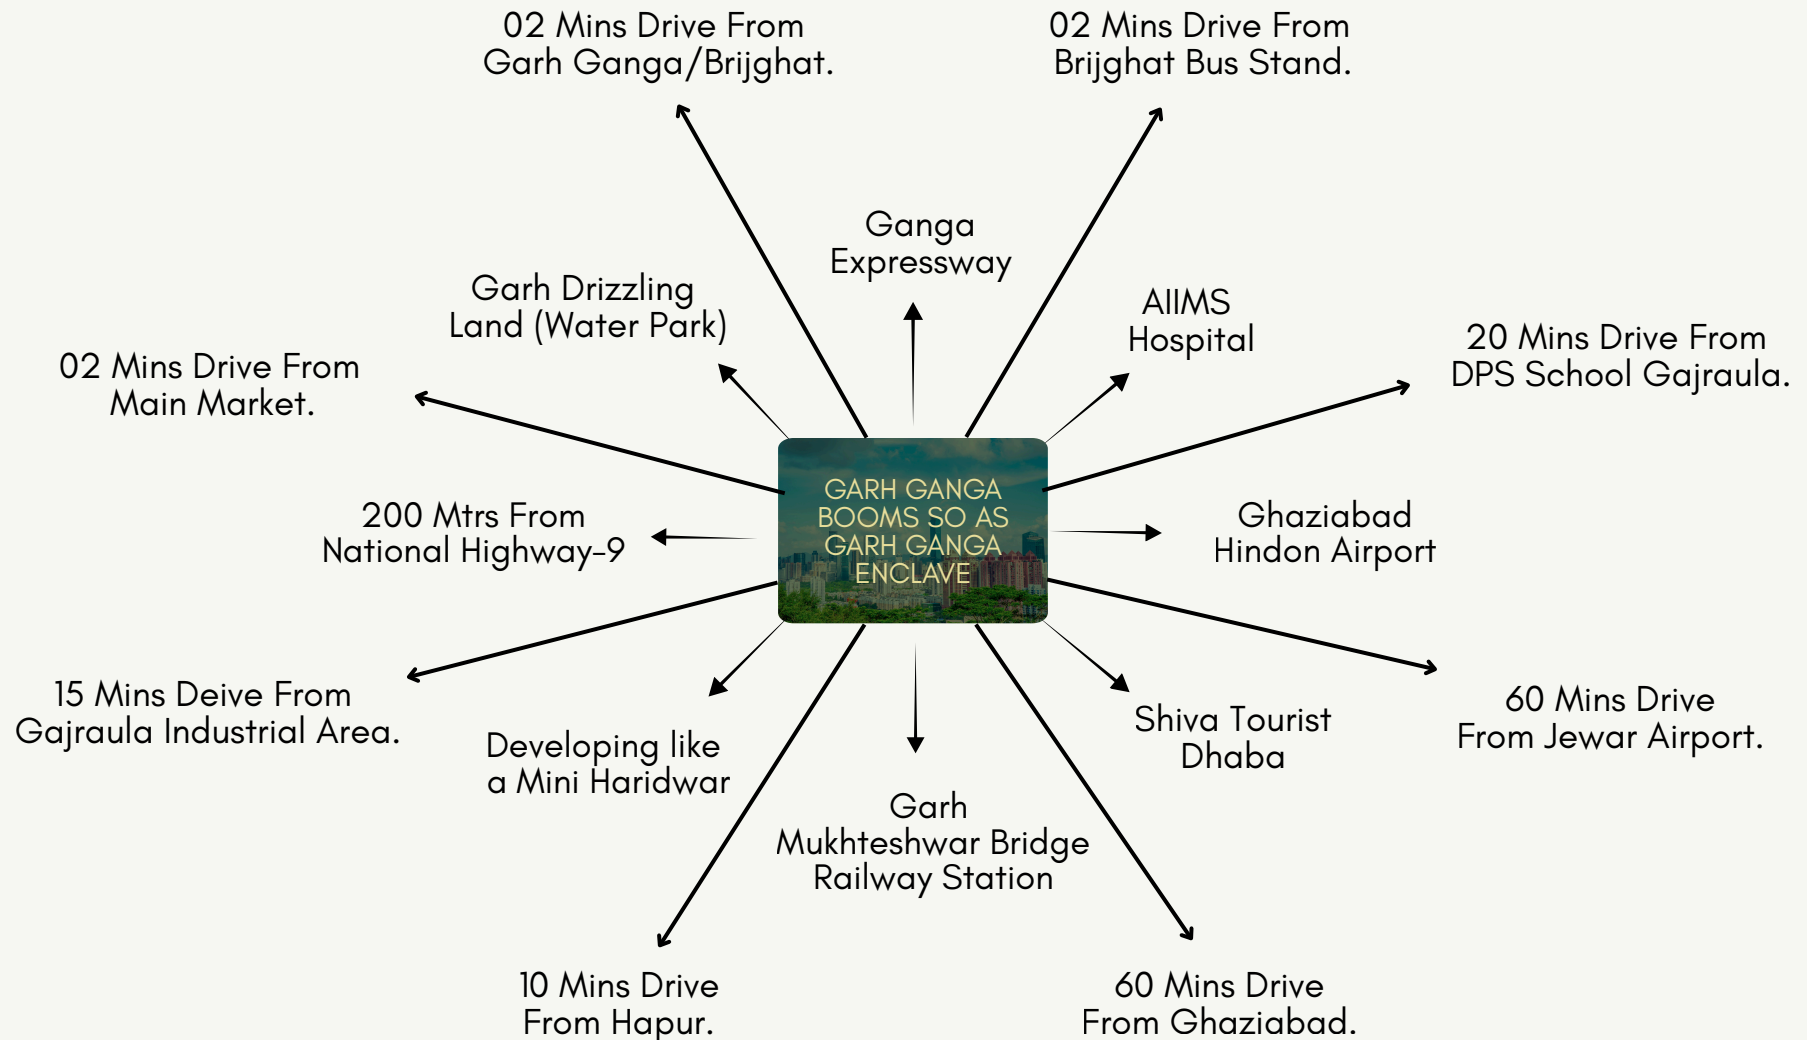 02 Mins Drive From
Garh Ganga/Brijghat.
02 Mins Drive From
Brijghat Bus Stand.
Ganga
Expressway
Garh Drizzling
Land (Water Park)
AIIMS
Hospital
02 Mins Drive From
Main Market.
20 Mins Drive From
DPS School Gajraula.
200 Mtrs From
National Highway-9
GARH GANGA
BOOMS SO AS
GARH GANGA
ENCLAVE
Ghaziabad
Hindon Airport
15 Mins Deive From
Gajraula Industrial Area.
60 Mins Drive
From Jewar Airport.
Developing like
a Mini Haridwar
Shiva Tourist
Dhaba
Garh
Mukhteshwar Bridge
Railway Station
10 Mins Drive
From Hapur.
60 Mins Drive
From Ghaziabad.